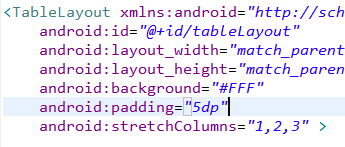 <TableLayout xmlns:android="http://sch
android:id="@+id/tableLayout"
android:layout_width="match_parent
android:layout_height="match_paren
android:background="#FFF"
android:padding="5dp"
android:stretchColumns="1,2,3" >